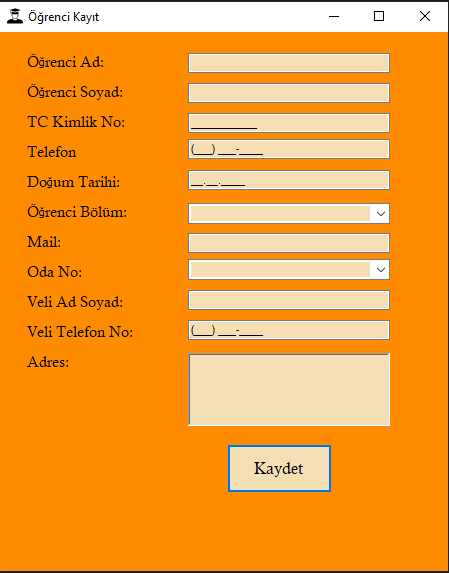 Öğrenci Kayıt
Öğrenci Ad:
Öğrenci Soyad:
TC Kimlik No: ___________
Telefon (___) ___-____
Doğum Tarihi: __.__.____
Öğrenci Bölüm:
Mail:
Oda No:
Veli Ad Soyad:
Veli Telefon No: (___) ___-____
Adres:
Kaydet